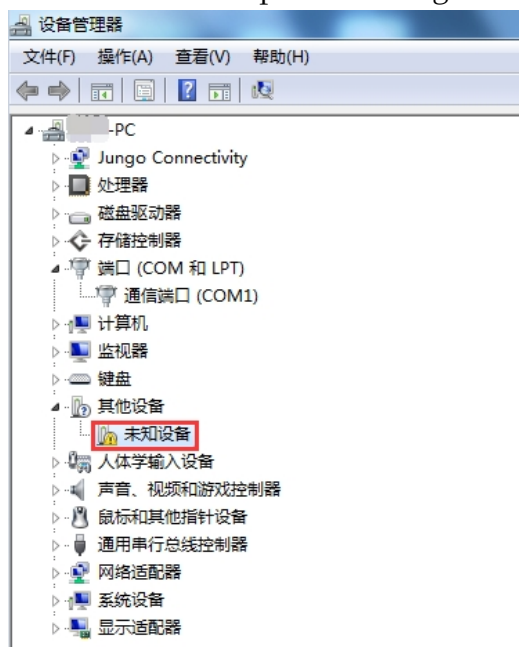 设备管理器
文件(F) 操作(A) 查看(V) 帮助(H)
-PC
Jungo Connectivity
处理器
磁盘驱动器
存储控制器
端口 (COM 和 LPT)
通信端口 (COM1)
计算机
监视器
键盘
其他设备
未知设备
人体学输入设备
声音、视频和游戏控制器
鼠标和其他指针设备
通用串行总线控制器
网络适配器
系统设备
显示适配器